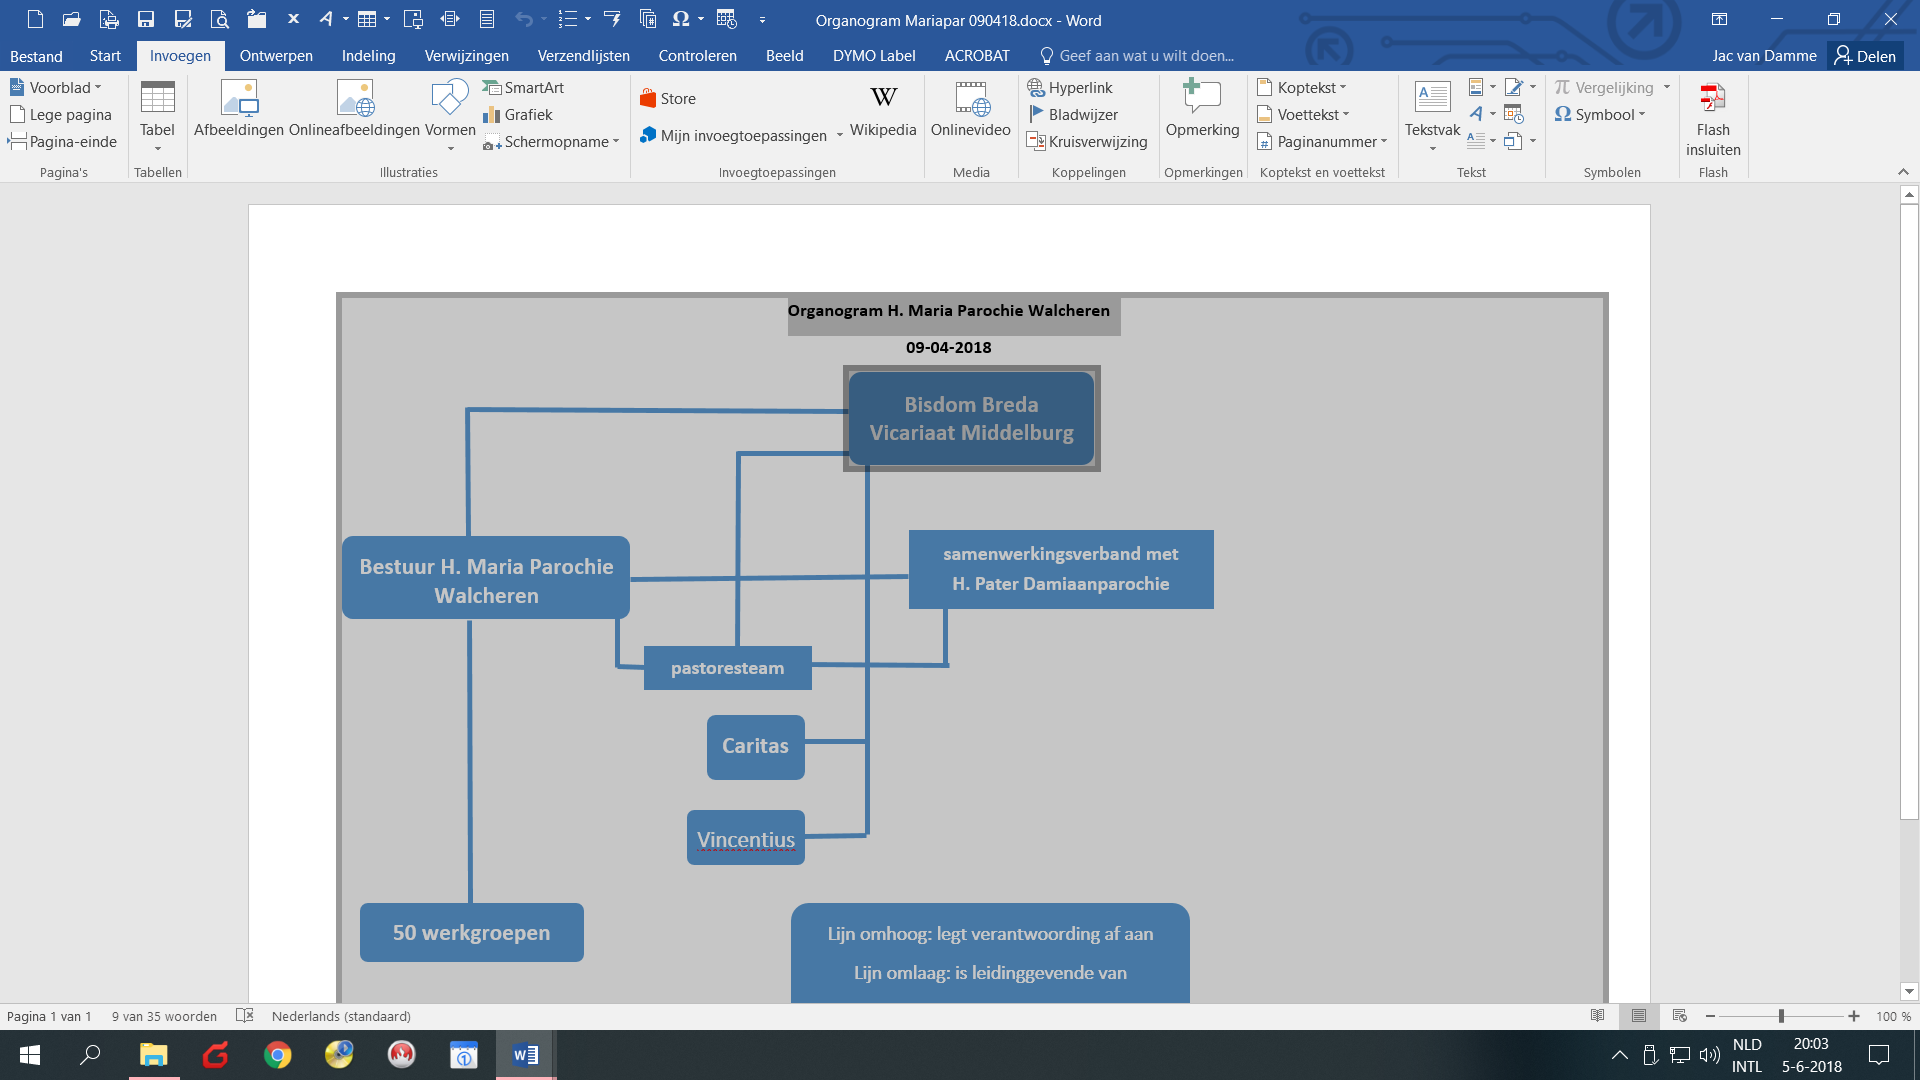 Organogram Mariapar 090418.docx - Word
Bestand Start Invoegen Ontwerpen Indeling Verwijzingen Verzendlijsten Controleren Beeld DYMO Label ACROBAT Geef aan wat u wilt doen... Jac van Damme Delen
Voorblad
Lege pagina
Pagina-einde
Pagina's
Tabel
Tabellen
Afbeeldingen
Onlineafbeeldingen
Vormen
SmartArt
Grafiek
Schermopname
Illustraties
Store
Mijn invoegtoepassingen
W
Wikipedia
Invoegtoepassingen
Onlinevideo
Media
Hyperlink
Bladwijzer
Kruisverwijzing
Koppelingen
Opmerking
Opmerkingen
Koptekst
Voettekst
Paginanummer
Koptekst en voettekst
Tekstvak
Tekst
π Vergelijking
Ω Symbool
Symbolen
Flash
insluiten
Flash
Organogram H. Maria Parochie Walcheren
09-04-2018
Bisdom Breda
Vicariaat Middelburg
Bestuur H. Maria Parochie
Walcheren
samenwerkingsverband met
H. Pater Damiaanparochie
pastoresteam
Caritas
Vincentius
50 werkgroepen
Lijn omhoog: legt verantwoording af aan
Lijn omlaag: is leidinggevende van
Pagina 1 van 1 9 van 35 woorden Nederlands (standaard) 100 %
NLD
INTL
20:03
5-6-2018